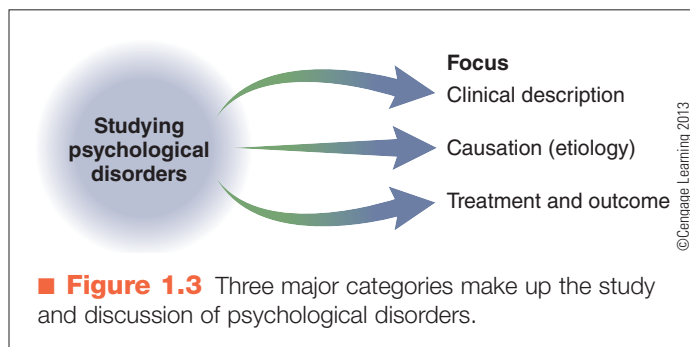 Studying
psychological
disorders
Focus
Clinical description
Causation (etiology)
Treatment and outcome
©Cengage Learning 2013
■ Figure 1.3 Three major categories make up the study
and discussion of psychological disorders.